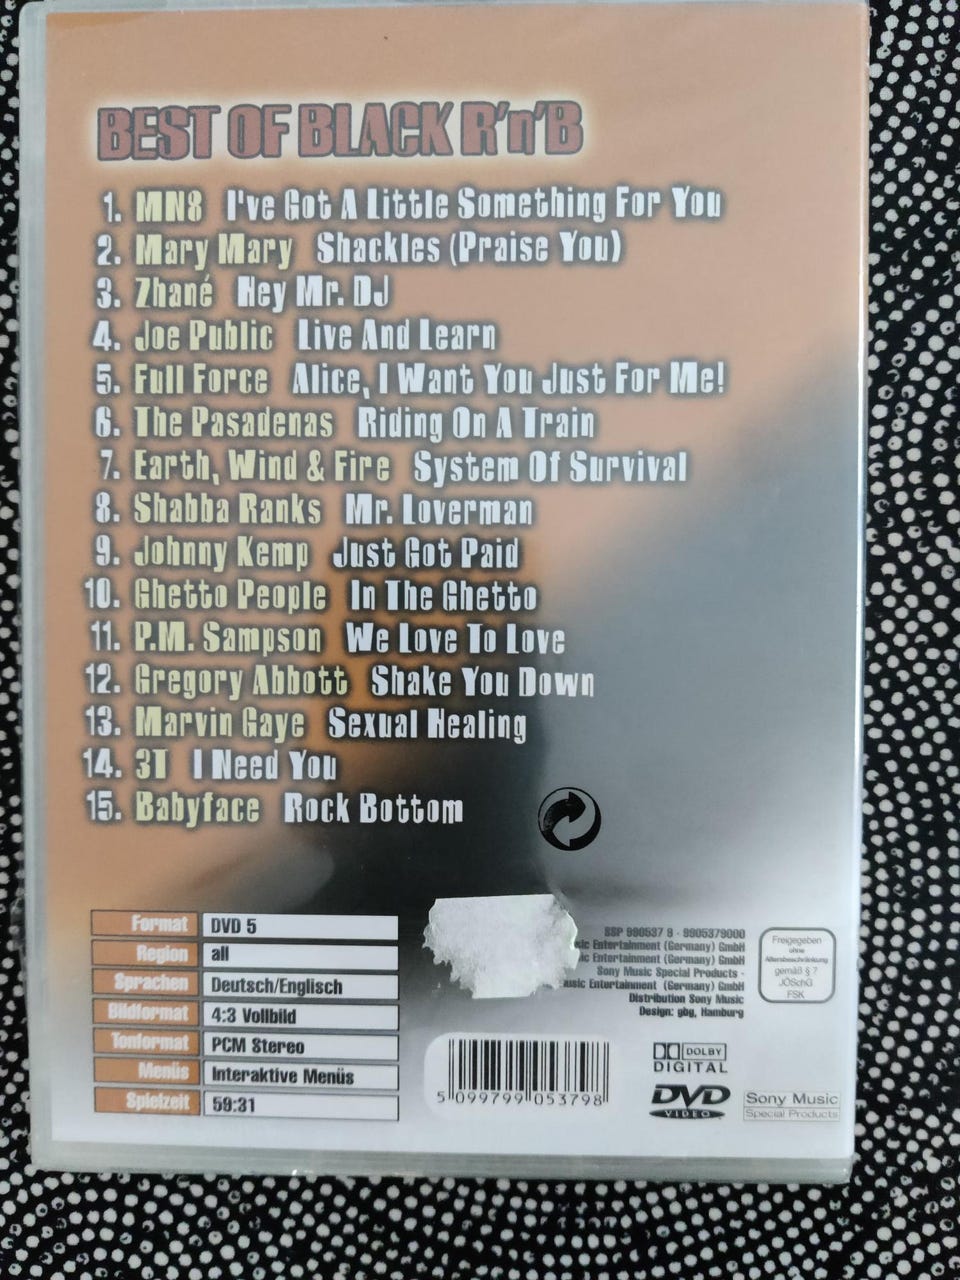 BEST OF BLACK R'n'B
1. MN8 I've Got A Little Something For You
2. Mary Mary Shackles (Praise You)
3. Zhané Hey Mr. DJ
4. Joe Public Live And Learn
5. Full Force Alice, I Want You Just For Me!
6. The Pasadenas Riding On A Train
7. Earth, Wind & Fire System Of Survival
8. Shabba Ranks Mr. Loverman
9. Johnny Kemp Just Got Paid
10. Ghetto People In The Ghetto
11. P.M. Sampson We Love To Love
12. Gregory Abbott Shake You Down
13. Marvin Gaye Sexual Healing
14. 3T I Need You
15. Babyface Rock Bottom
Format DVD 5
Region all
Sprachen Deutsch/Englisch
Bildformat 4:3 Vollbild
Tonformat PCM Stereo
Menüs Interaktive Menüs
Spielzeit 59:31
SSP 990537 9 - 9905379000
Entertainment (Germany) GmbH
Entertainment (Germany) GmbH
Sony Music Special Products -
Entertainment (Germany) GmbH
Distribution Sony Music
Design: gbg, Hamburg
Freigegeben
ohne
Altersbeschränkung
gemäß § 7
JÖSchG
FSK
5 099799 053798
DOLBY
DIGITAL
DVD
VIDEO
Sony Music
Special Products